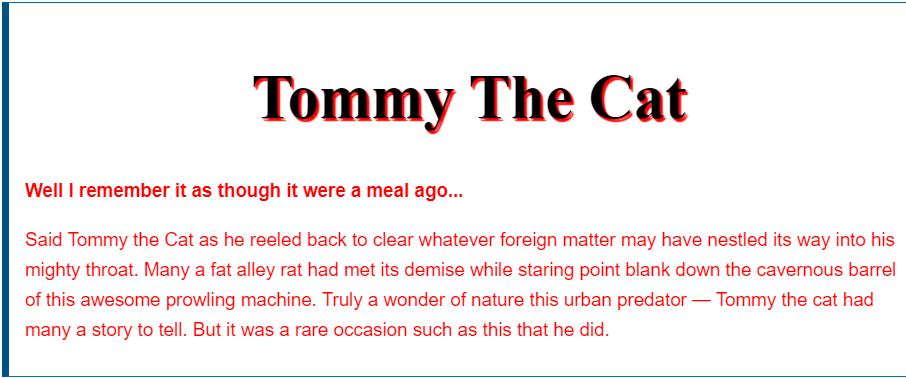 Tommy The Cat
Well I remember it as though it were a meal ago...
Said Tommy the Cat as he reeled back to clear whatever foreign matter may have nestled its way into his
mighty throat. Many a fat alley rat had met its demise while staring point blank down the cavernous barrel
of this awesome prowling machine. Truly a wonder of nature this urban predator — Tommy the cat had
many a story to tell. But it was a rare occasion such as this that he did.